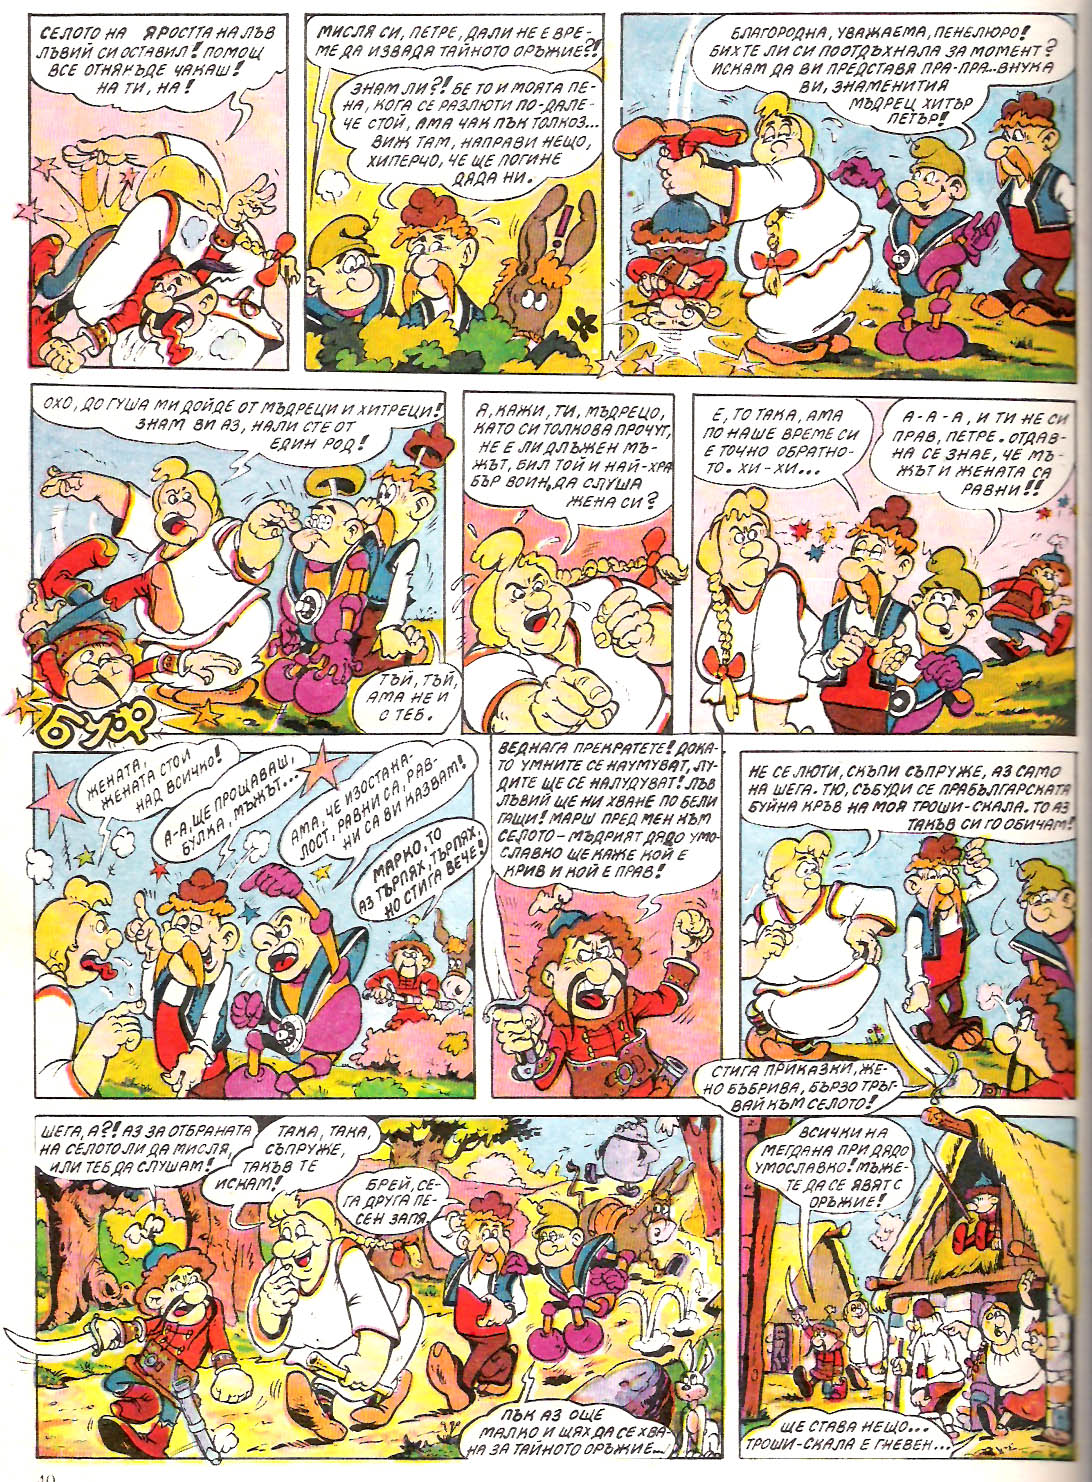 СЕЛОТО НА ЯРОСТТА НА ЛЪВ
ЛЪВИЙ СИ ОСТАВИЛ! ПОМОЩ
ВСЕ ОТНЯКЪДЕ ЧАКАШ!
НА ТИ, НА!
МИСЛЯ СИ, ПЕТРЕ, ДАЛИ НЕ Е ВРЕ-
МЕ ДА ИЗВАДЯ ТАЙНОТО ОРЪЖИЕ?!
ЗНАМ ЛИ?! БЕ ТО И МОЯТА ПЕ-
НА, КОГА СЕ РАЗЛЮТИ ПО-ДАЛЕ-
ЧЕ СТОЙ, АМА ЧАК ПЪК ТОЛКОЗ...
ВИЖ ТАМ, НАПРАВИ НЕЩО,
ХИПЕРЧО, ЧЕ ЩЕ ПОГИНЕ
ДЯДА НИ.
БЛАГОРОДНА, УВАЖАЕМА, ПЕНЕЛЮРО!
БИХТЕ ЛИ СИ ПООТДЪХНАЛА ЗА МОМЕНТ?
ИСКАМ ДА ВИ ПРЕДСТАВЯ ПРА-ПРА..ВНУКА
ВИ, ЗНАМЕНИТИЯ
МЪДРЕЦ ХИТЪР
ПЕТЪР!
ОХО, ДО ГУША МИ ДОЙДЕ ОТ МЪДРЕЦИ И ХИТРЕЦИ!
ЗНАМ ВИ АЗ, НАЛИ СТЕ ОТ
ЕДИН РОД!
ТЪЙ, ТЪЙ,
АМА НЕ И
О ТЕБ.
БУФ
Я, КАЖИ, ТИ, МЪДРЕЦО,
КАТО СИ ТОЛКОВА ПРОЧУТ,
НЕ Е ЛИ ДЛЪЖЕН МЪ-
ЖЪТ, БИЛ ТОЙ И НАЙ-ХРА
БЪР ВОИН, ДА СЛУША
ЖЕНА СИ?
Е, ТО ТАКА, АМА
ПО НАШЕ ВРЕМЕ СИ
Е ТОЧНО ОБРАТНО-
ТО. ХИ-ХИ...
А-А-А, И ТИ НЕ СИ
ПРАВ, ПЕТРЕ. ОТДАВ-
НА СЕ ЗНАЕ, ЧЕ МЪ-
ЖЪТ И ЖЕНАТА СА
РАВНИ!!
ЖЕНАТА,
ЖЕНАТА СТОИ
НАД ВСИЧКО!
А-А, ЩЕ ПРОЩАВАШ,
БУЛКА, МЪЖЪТ...
АМА, ЧЕ ИЗОСТАНА-
ЛОСТ, РАВНИ СА, РАВ-
НИ СА ВИ КАЗВАМ!
МАРКО, ТО
АЗ ТЪРПЯХ, ТЪРПЯХ,
НО СТИГА ВЕЧЕ!
ВЕДНАГА ПРЕКРАТЕТЕ! ДОКА-
ТО УМНИТЕ СЕ НАУМУВАТ, ЛУ-
ДИТЕ ЩЕ СЕ НАЛУДУВАТ! ЛЪВ
ЛЪВИЙ ЩЕ НИ ХВАНЕ ПО БЕЛИ
ГАЩИ! МАРШ ПРЕД МЕН КЪМ
СЕЛОТО - МЪДРИЯТ ДЯДО УМО-
СЛАВКО ЩЕ КАЖЕ КОЙ Е
КРИВ И КОЙ Е ПРАВ!
НЕ СЕ ЛЮТИ, СКЪПИ СЪПРУЖЕ, АЗ САМО
НА ШЕГА. ТЮ, СЪБУДИ СЕ ПРАБЪЛГАРСКАТА
БУЙНА КРЪВ НА МОЯ ТРОШИ-СКАЛА. ТО АЗ
ТАКЪВ СИ ГО ОБИЧАМ!
СТИГА ПРИКАЗКИ, ЖЕ-
НО БЪБРИВА, БЪРЗО ТРЪГ-
ВАЙ КЪМ СЕЛОТО!
ШЕГА, А?! АЗ ЗА ОТБРАНАТА
НА СЕЛОТО ЛИ ДА МИСЛЯ,
ИЛИ ТЕБ ДА СЛУШАМ!
ТАКА, ТАКА,
СЪПРУЖЕ,
ТАКЪВ ТЕ
ИСКАМ!
БРЕЙ, СЕ-
ГА ДРУГА ПЕ-
СЕН ЗАПЯ.
ПЪК АЗ ОЩЕ
МАЛКО И ЩЯХ ДА СЕ ХВА-
НА ЗА ТАЙНОТО ОРЪЖИЕ...
ВСИЧКИ НА
МЕГДАНА ПРИ ДЯДО
УМОСЛАВКО! МЪЖЕ-
ТЕ ДА СЕ ЯВЯТ С
ОРЪЖИЕ!
ЩЕ СТАВА НЕЩО...
ТРОШИ-СКАЛА Е ГНЕВЕН...